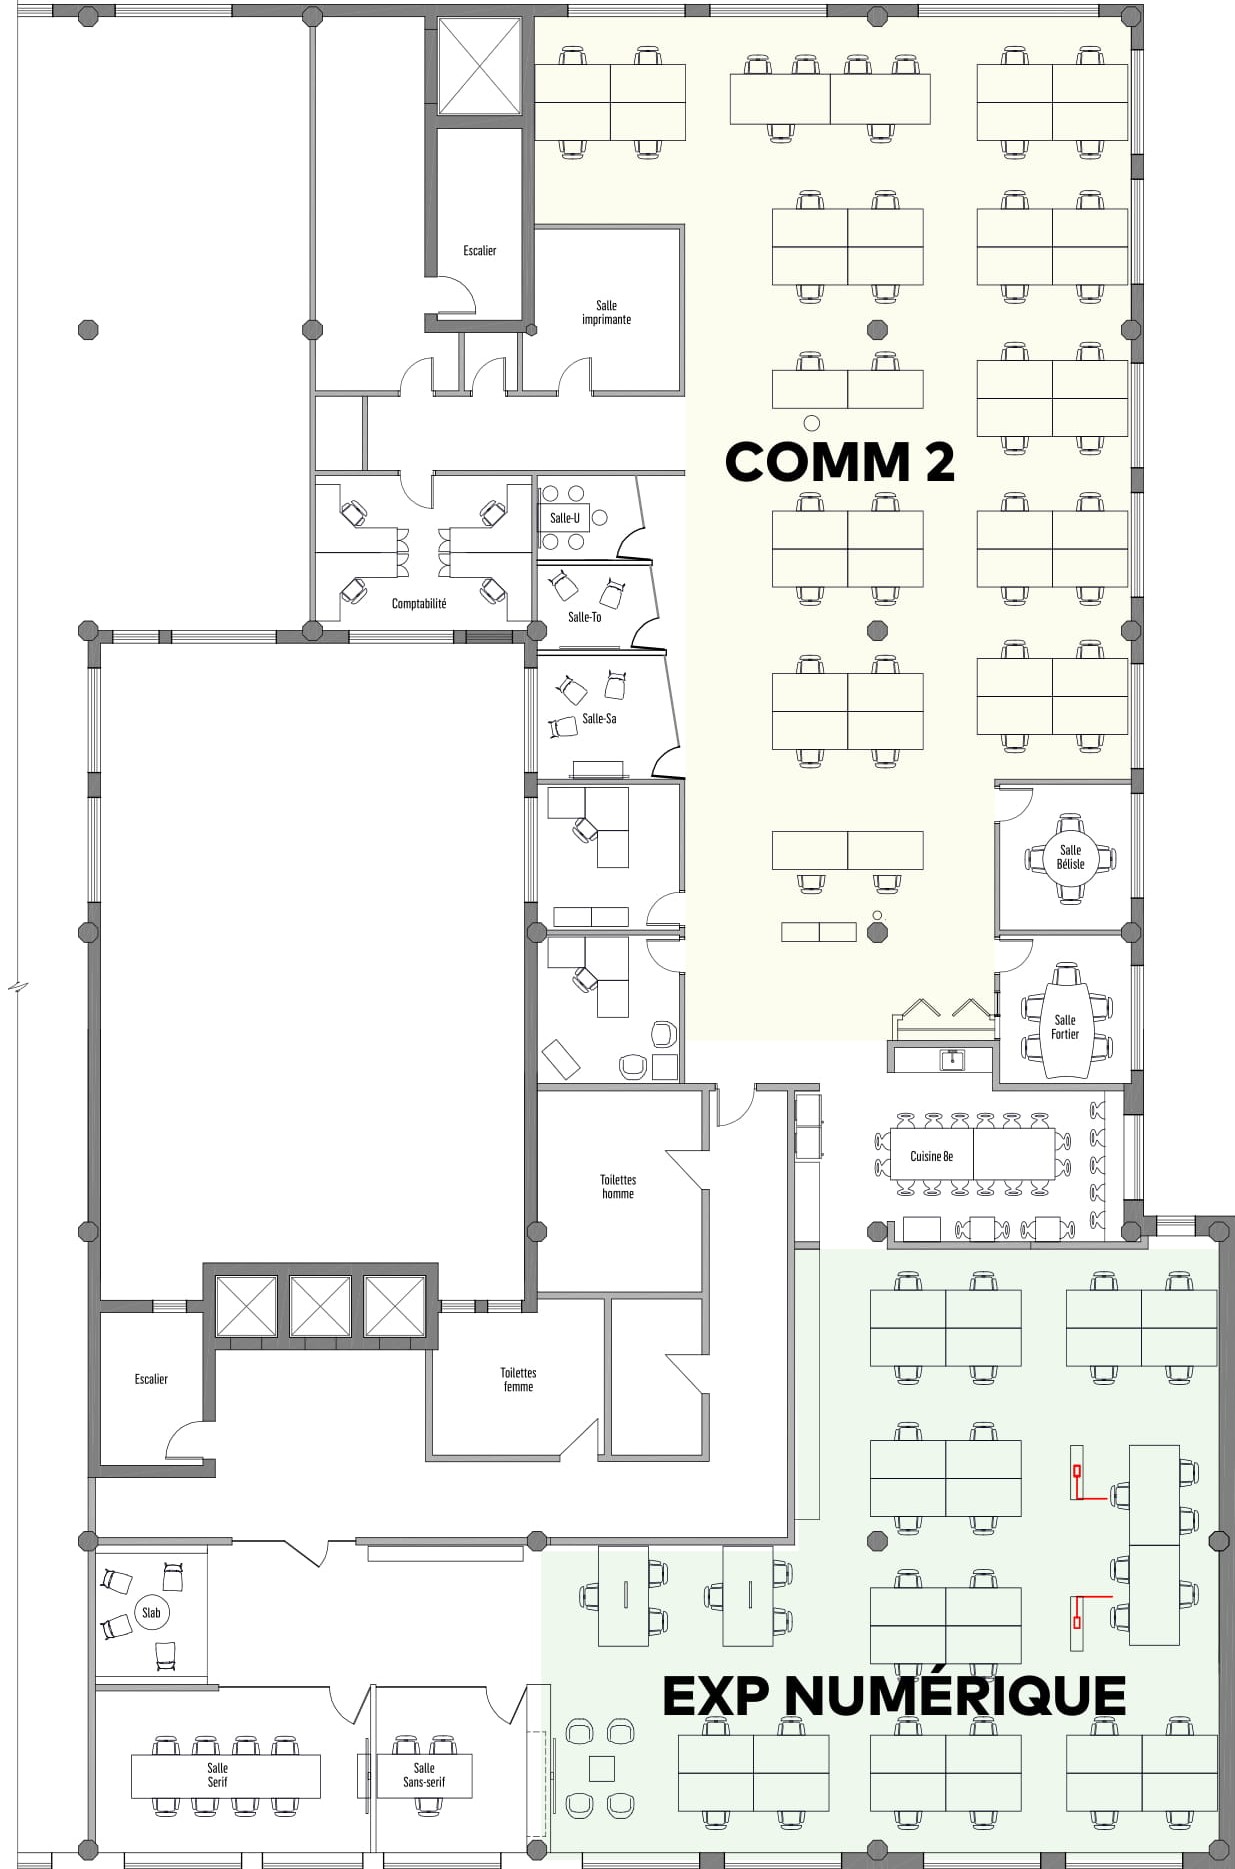 Escalier
Salle
imprimante
COMM 2
Salle-U
Comptabilité
Salle-To
Salle-Sa
Salle
Bélisle
Salle
Fortier
Cuisine 8e
Toilettes
homme
Escalier
Toilettes
femme
Slab
EXP NUMÉRIQUE
Salle
Serif
Salle
Sans-serif